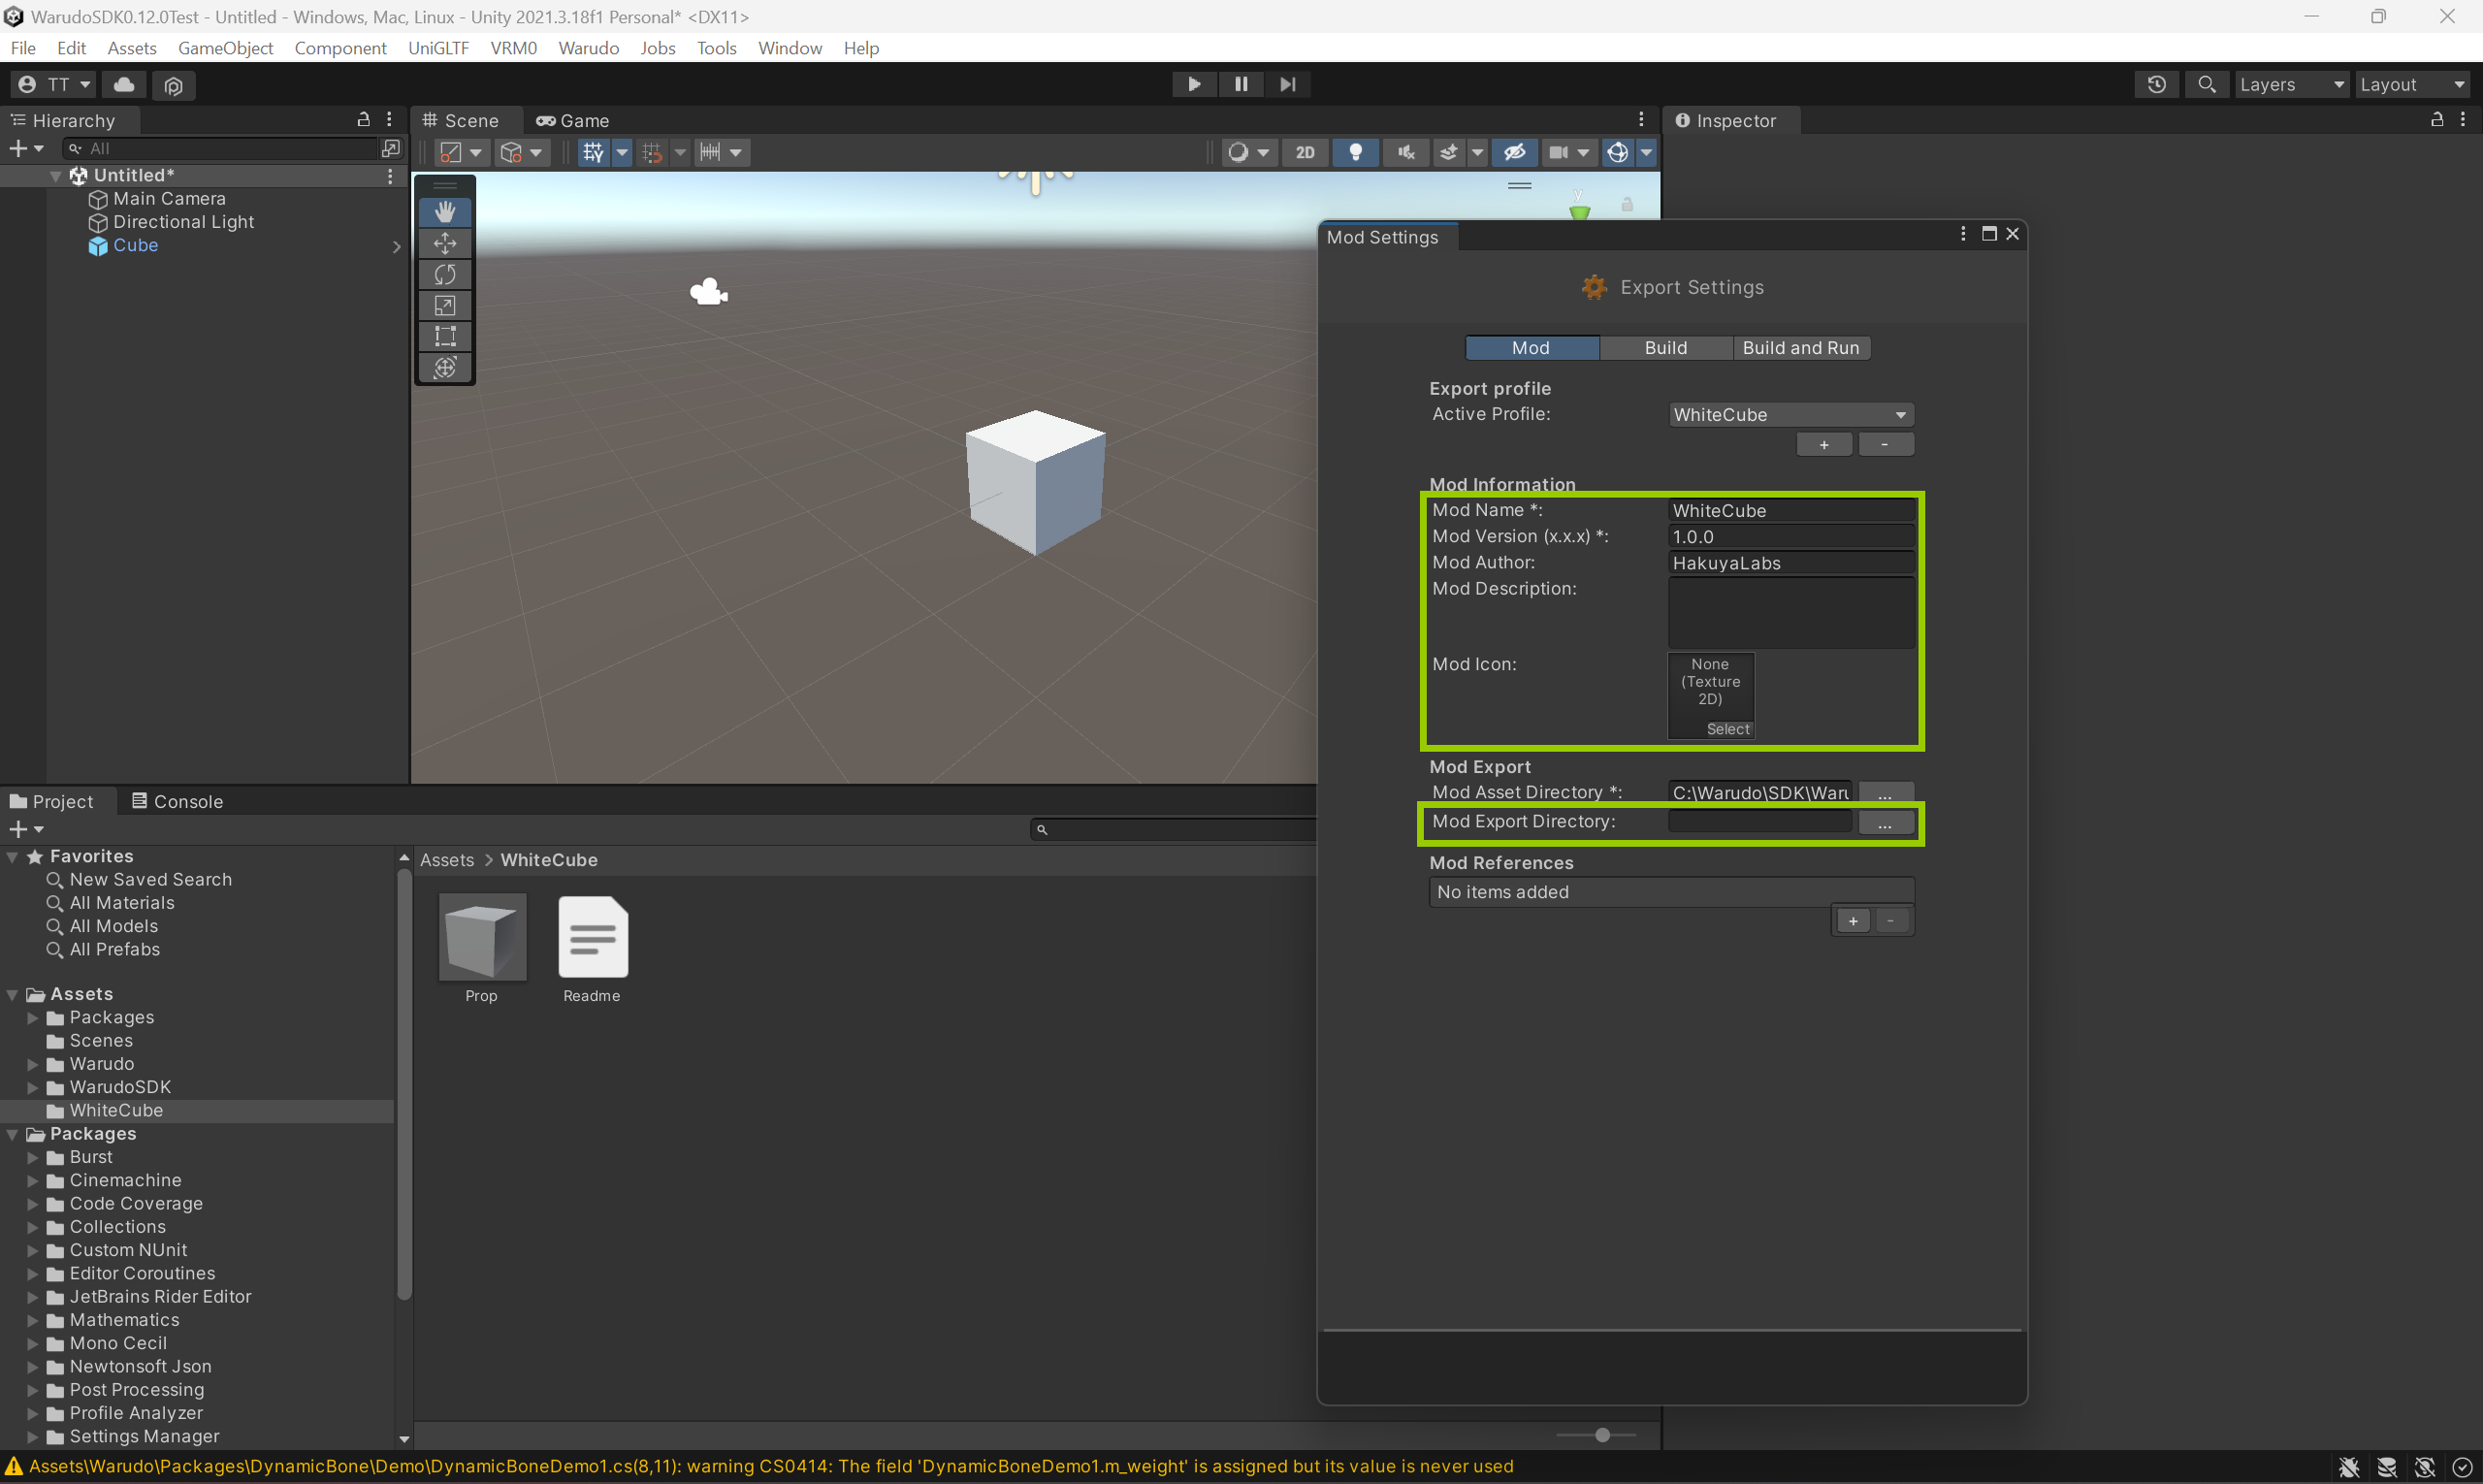 WarudoSDK0.12.0Test - Untitled - Windows, Mac, Linux - Unity 2021.3.18f1 Personal* <DX11>
File Edit Assets GameObject Component UniGLTF VRM0 Warudo Jobs Tools Window Help
TT Layers Layout
Hierarchy
Scene Game
Inspector
All
2D
Untitled*
Main Camera
Directional Light
Cube
y
Mod Settings
Export Settings
Mod Build Build and Run
Export profile
Active Profile: WhiteCube
+ -
Mod Information
Mod Name *: WhiteCube
Mod Version (x.x.x) *: 1.0.0
Mod Author: HakuyaLabs
Mod Description:
Mod Icon: None
(Texture
2D)
Select
Mod Export
Mod Asset Directory *: C:\Warudo\SDK\Waru ...
Mod Export Directory: ...
Mod References
No items added
+ -
Project Console
Favorites
New Saved Search
All Materials
All Models
All Prefabs
Assets
Packages
Scenes
Warudo
WarudoSDK
WhiteCube
Packages
Burst
Cinemachine
Code Coverage
Collections
Custom NUnit
Editor Coroutines
JetBrains Rider Editor
Mathematics
Mono Cecil
Newtonsoft Json
Post Processing
Profile Analyzer
Settings Manager
Assets > WhiteCube
Prop Readme
Assets\Warudo\Packages\DynamicBone\Demo\DynamicBoneDemo1.cs(8,11): warning CS0414: The field 'DynamicBoneDemo1.m_weight' is assigned but its value is never used